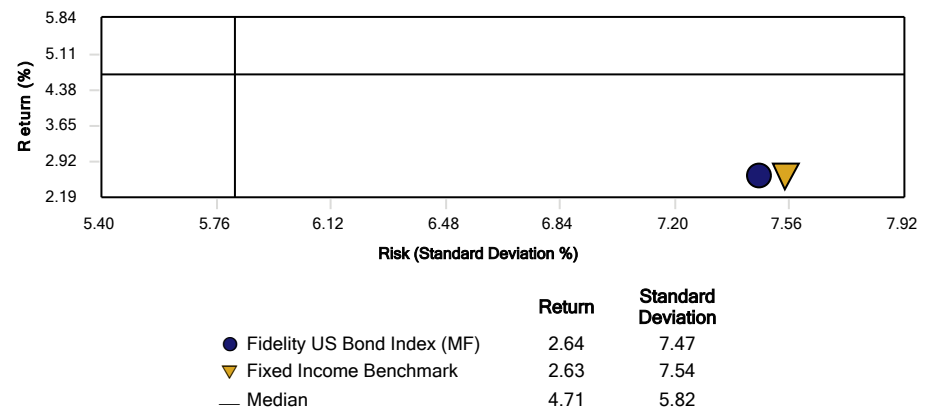 5.84
5.11
4.38
3.65
2.92
2.19
Return (%)
5.40 5.76 6.12 6.48 6.84 7.20 7.56 7.92
Risk (Standard Deviation %)
Return Standard Deviation
Fidelity US Bond Index (MF) 2.64 7.47
Fixed Income Benchmark 2.63 7.54
Median 4.71 5.82